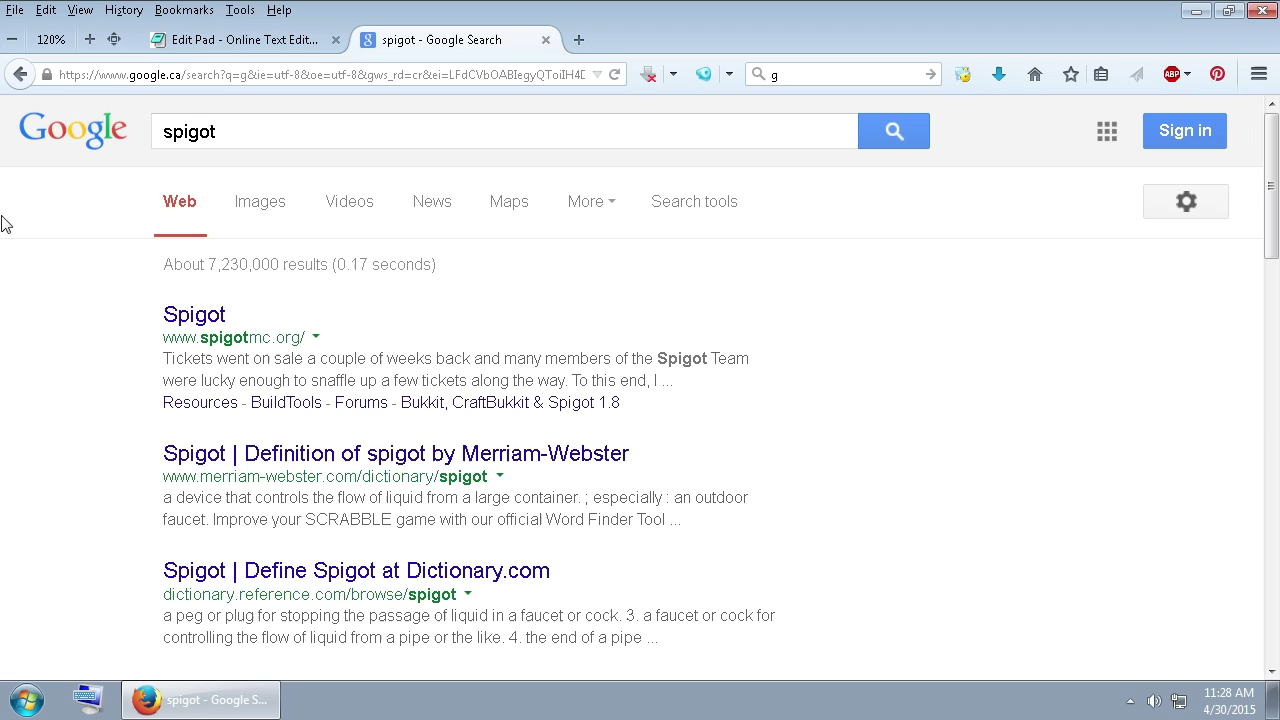 File Edit View History Bookmarks Tools Help
120% Edit Pad - Online Text Edit... spigot - Google Search
https://www.google.ca/search?q=g&ie=utf-8&oe=utf-8&gws_rd=cr&ei= g ABP
Google spigot Sign in
Web Images Videos News Maps More Search tools
About 7,230,000 results (0.17 seconds)
Spigot
www.spigotmc.org/
Tickets went on sale a couple of weeks back and many members of the Spigot Team
were lucky enough to snaffle up a few tickets along the way. To this end, I ...
Resources - BuildTools - Forums - Bukkit, CraftBukkit & Spigot 1.8
Spigot | Definition of spigot by Merriam-Webster
www.merriam-webster.com/dictionary/spigot
a device that controls the flow of liquid from a large container. ; especially : an outdoor
faucet. Improve your SCRABBLE game with our official Word Finder Tool ...
Spigot | Define Spigot at Dictionary.com
dictionary.reference.com/browse/spigot
a peg or plug for stopping the passage of liquid in a faucet or cock. 3. a faucet or cock for
controlling the flow of liquid from a pipe or the like. 4. the end of a pipe ...
spigot - Google S...
11:28 AM
4/30/2015